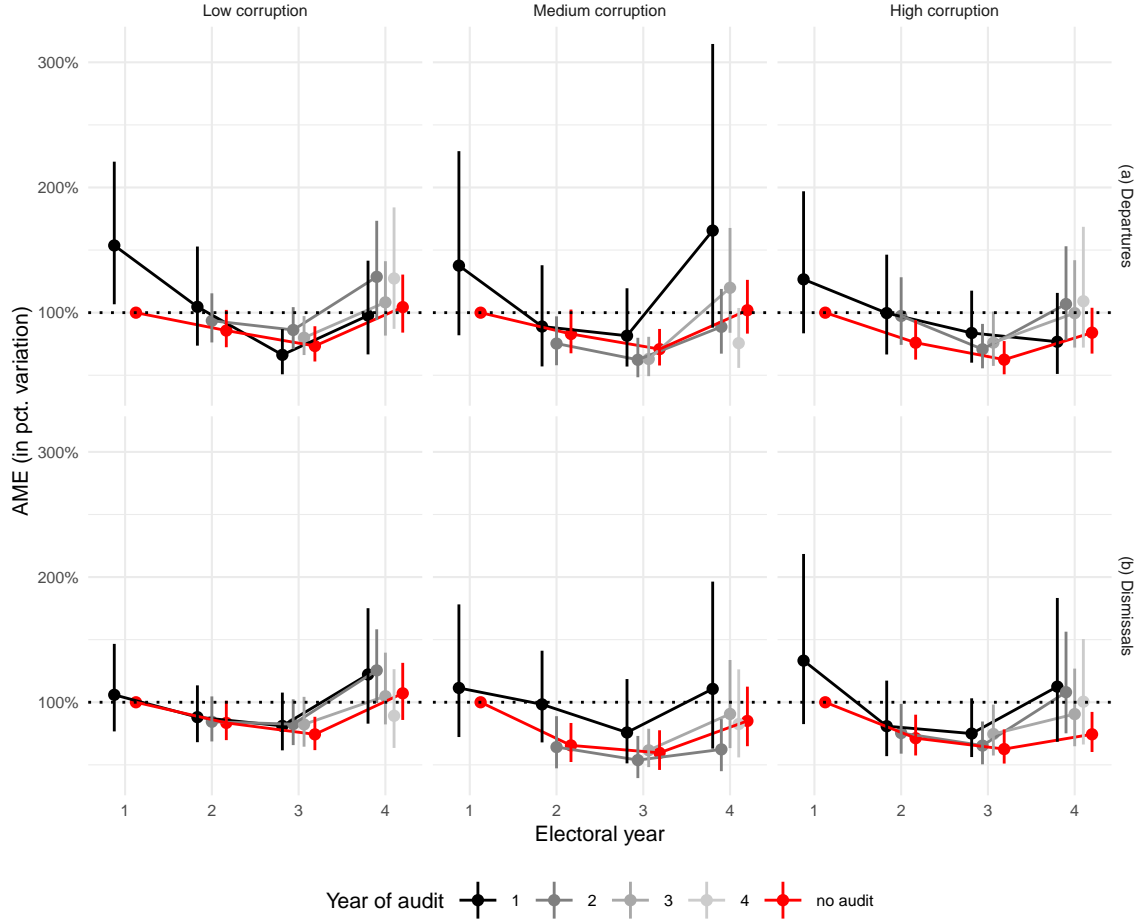 Low corruption
Medium corruption
High corruption
300%
200%
100%
(a) Departures
300%
200%
100%
(b) Dismissals
AME (in pct. variation)
1 2 3 4 1 2 3 4 1 2 3 4
Electoral year
Year of audit 1 2 3 4 no audit